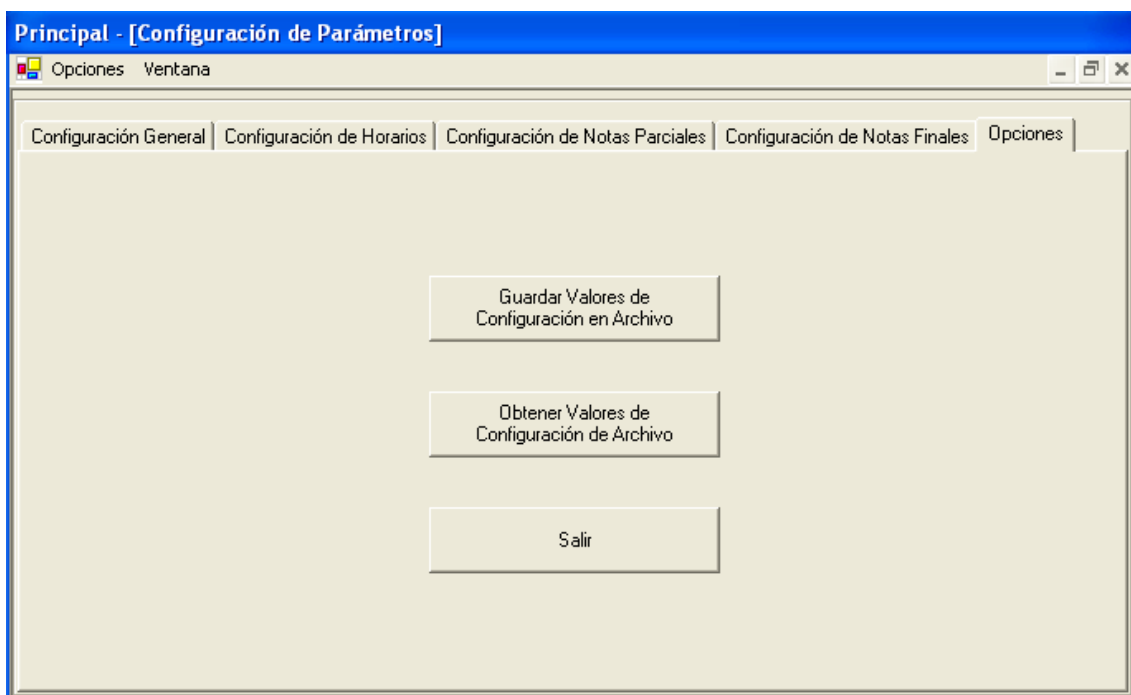 Principal - [Configuración de Parámetros]
Opciones Ventana
Configuración General Configuración de Horarios Configuración de Notas Parciales Configuración de Notas Finales Opciones
Guardar Valores de
Configuración en Archivo
Obtener Valores de
Configuración de Archivo
Salir